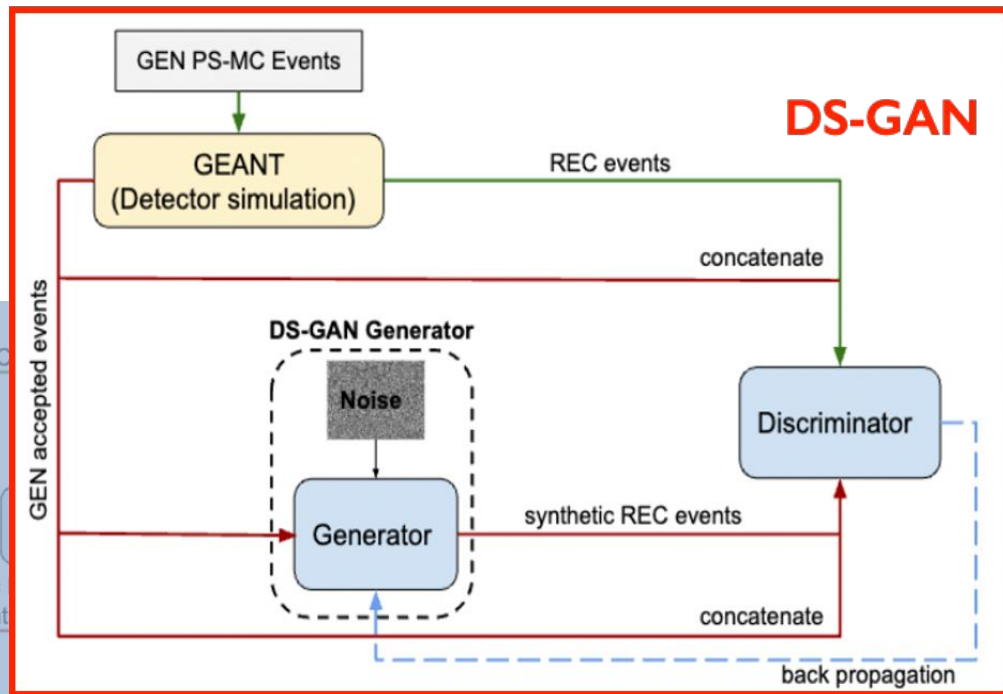 GEN PS-MC Events
DS-GAN
GEANT
(Detector simulation)
REC events
concatenate
GEN accepted events
DS-GAN Generator
Noise
Discriminator
Generator
synthetic REC events
concatenate
back propagation